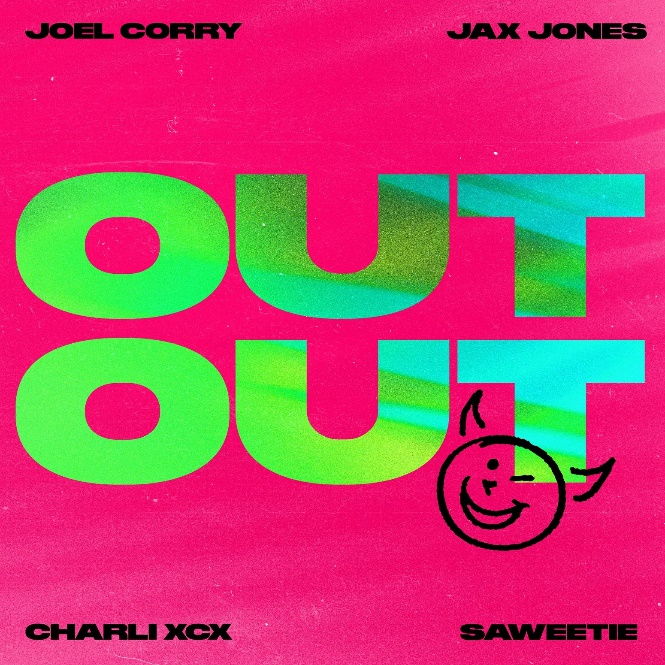 JOEL CORRY
JAX JONES
OUT
OUT
CHARLI XCX
SAWEETIE